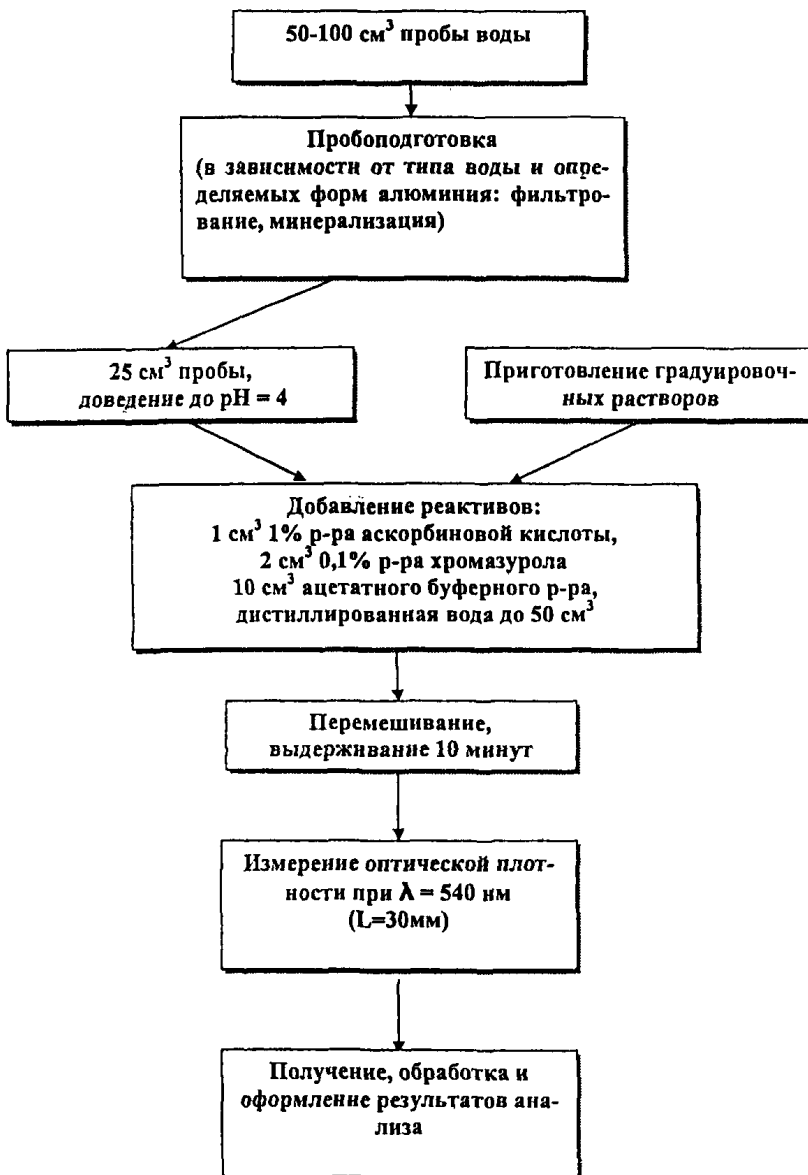 50-100 см³ пробы воды
Пробоподготовка
(в зависимости от типа воды и опре-
деляемых форм алюминия: фильтро-
вание, минерализация)
25 см³ пробы,
доведение до pH = 4
Приготовление градуировоч-
ных растворов
Добавление реактивов:
1 см³ 1% р-ра аскорбиновой кислоты,
2 см³ 0,1% р-ра хромазурола
10 см³ ацетатного буферного р-ра,
дистиллированная вода до 50 см³
Перемешивание,
выдерживание 10 минут
Измерение оптической плот-
ности при λ = 540 нм
(L=30мм)
Получение, обработка и
оформление результатов ана-
лиза